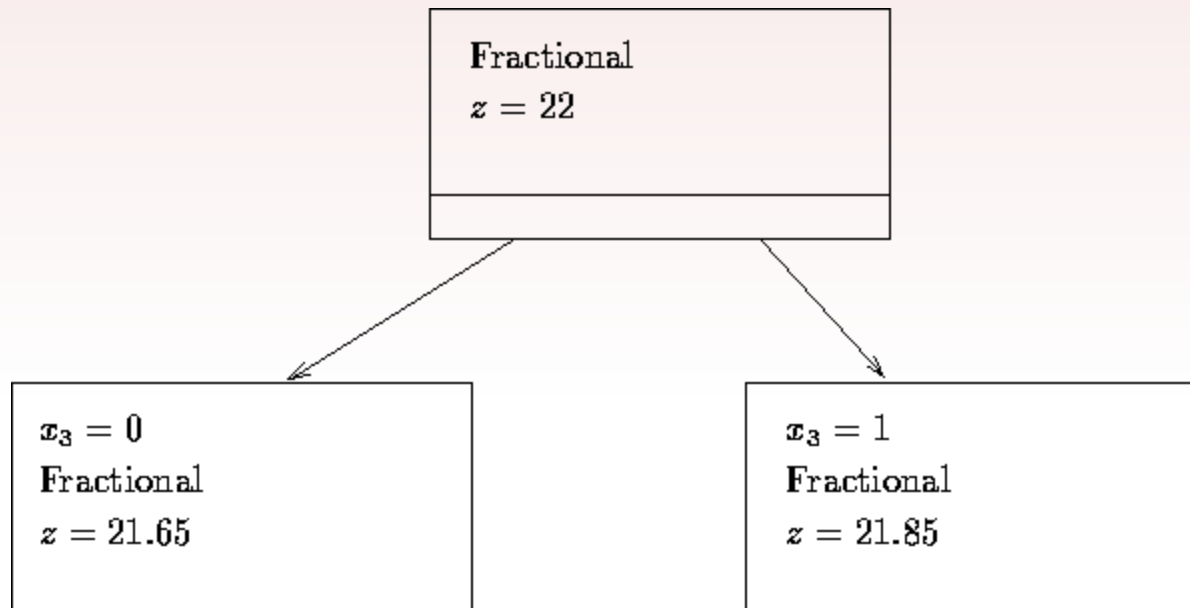 Fractional
z = 22
x₃ = 0
Fractional
z = 21.65
x₃ = 1
Fractional
z = 21.85